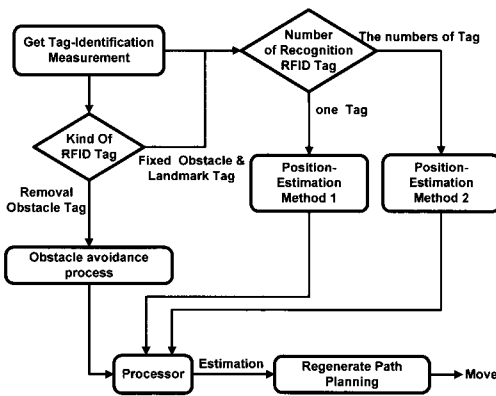 Get Tag-Identification
Measurement
Number
of Recognition
RFID Tag
The numbers of Tag
one Tag
Kind Of
RFID Tag
Fixed Obstacle &
Landmark Tag
Removal
Obstacle Tag
Position-
Estimation
Method 1
Position-
Estimation
Method 2
Obstacle avoidance
process
Processor
Estimation
Regenerate Path
Planning
Move